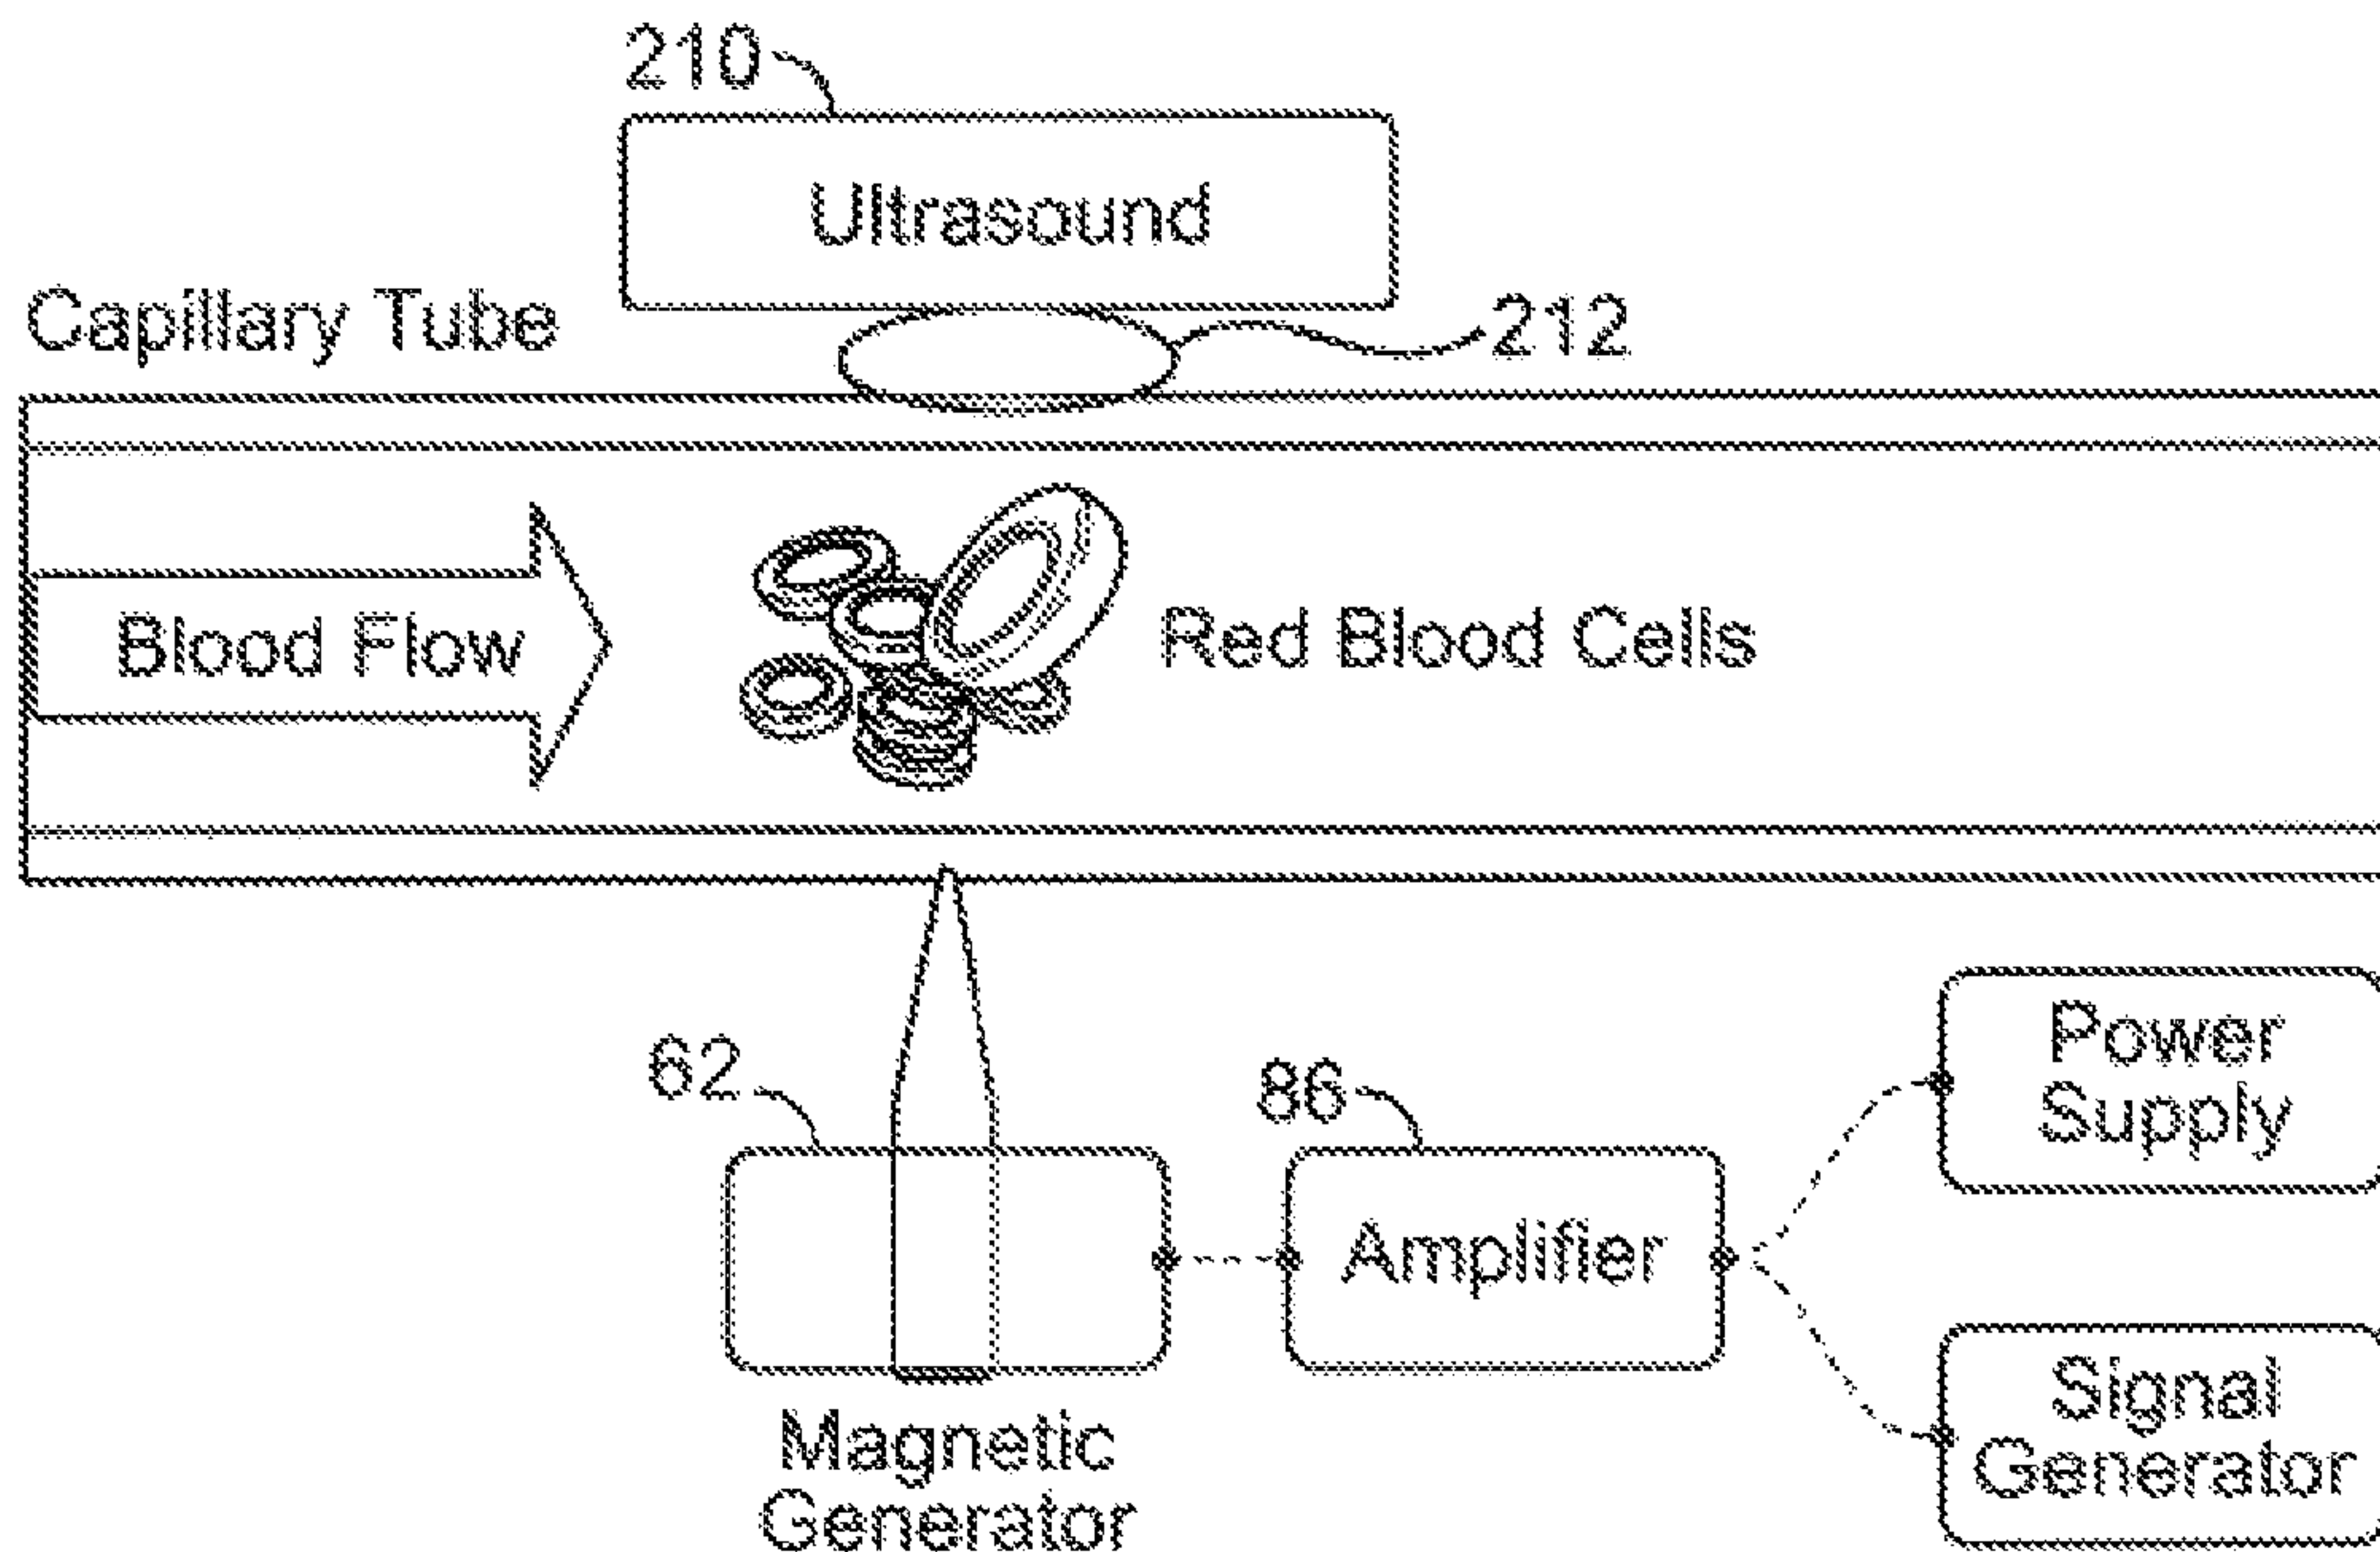 210
Ultrasound
Capillary Tube
212
Blood Flow
Red Blood Cells
62
86
Power
Supply
Amplifier
Signal
Generator
Magnetic
Generator